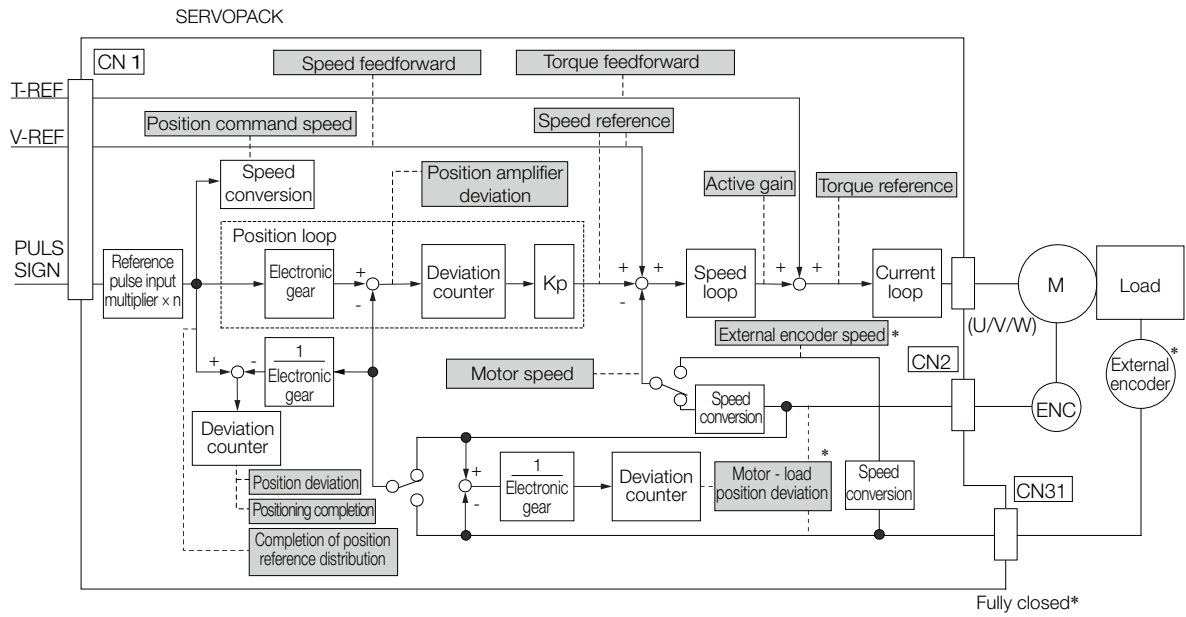 SERVOPACK
CN 1
Speed feedforward
Torque feedforward
T-REF
Position command speed
Speed reference
V-REF
Speed
conversion
Position amplifier
deviation
Active gain
Torque reference
PULS
SIGN
Position loop
Reference
pulse input
multiplier × n
Electronic
gear
+
-
Deviation
counter
Kp
+
+
-
Speed
loop
+
+
Current
loop
M
Load
(U/V/W)
External encoder speed *
CN2
External
encoder
*
+
-
1
Electronic
gear
Motor speed
Speed
conversion
ENC
Deviation
counter
+
-
1
Electronic
gear
Deviation
counter
*
Motor - load
position deviation
Speed
conversion
CN31
Position deviation
Positioning completion
Completion of position
reference distribution
Fully closed*